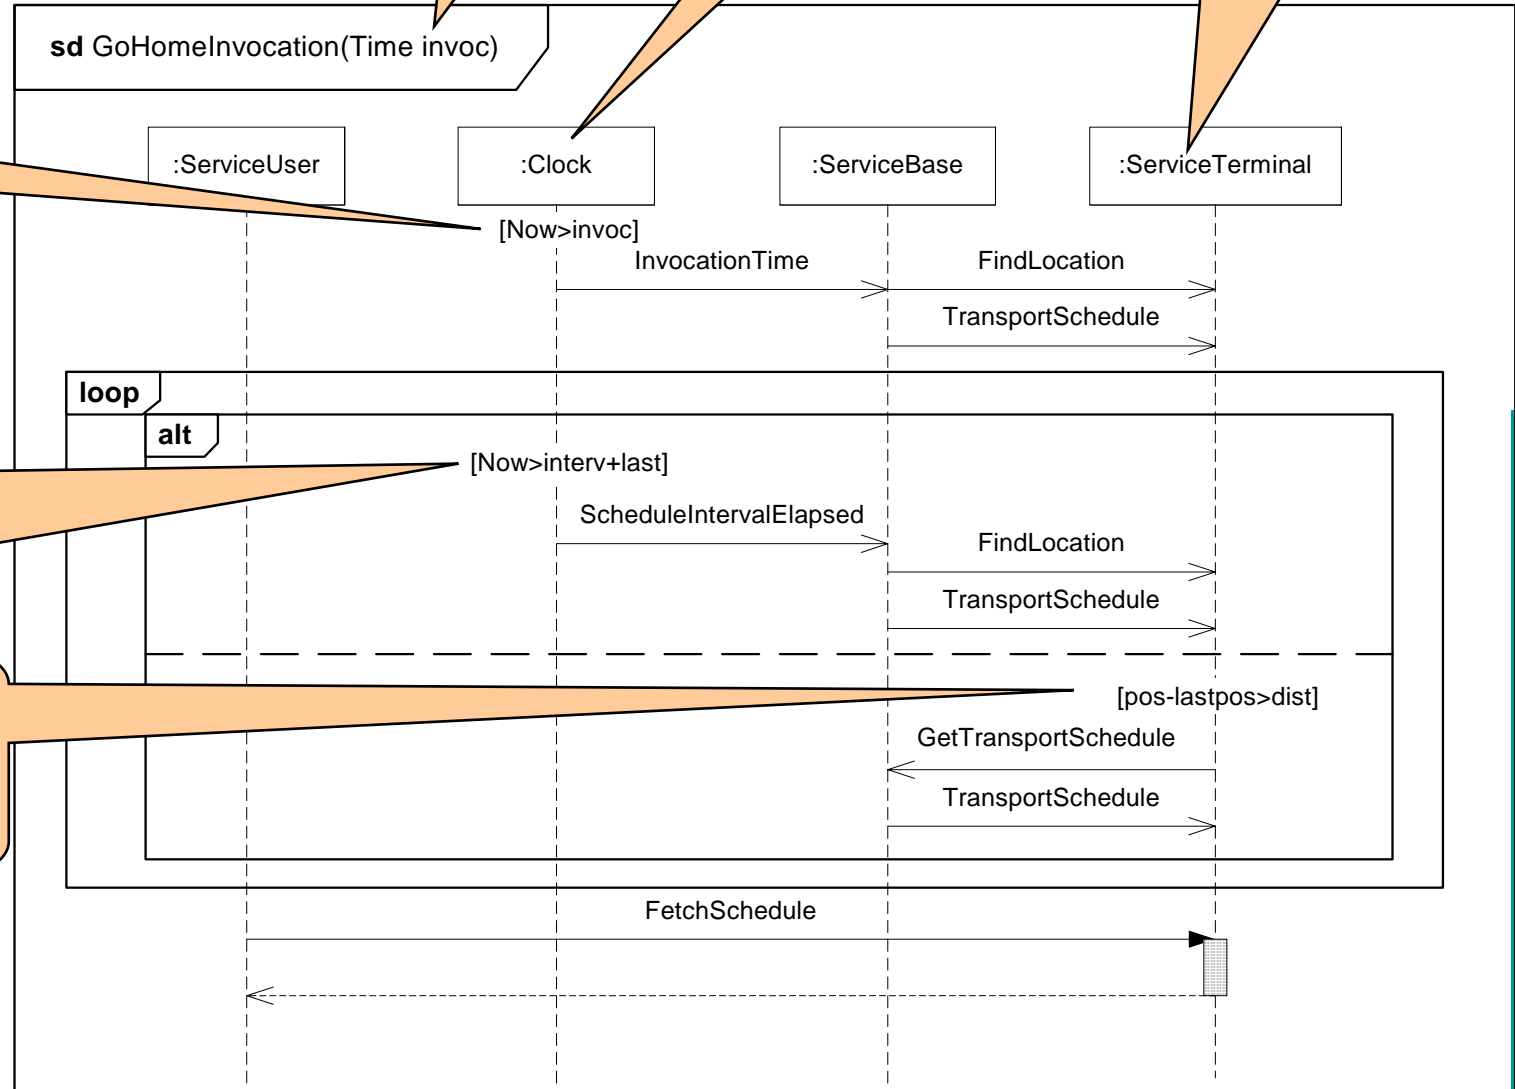 sd GoHomeInvocation(Time invoc)
:ServiceUser
:Clock
:ServiceBase
:ServiceTerminal
[Now>invoc]
InvocationTime
FindLocation
TransportSchedule
loop
alt
[Now>interv+last]
ScheduleIntervalElapsed
FindLocation
TransportSchedule
[pos-lastpos>dist]
GetTransportSchedule
TransportSchedule
FetchSchedule